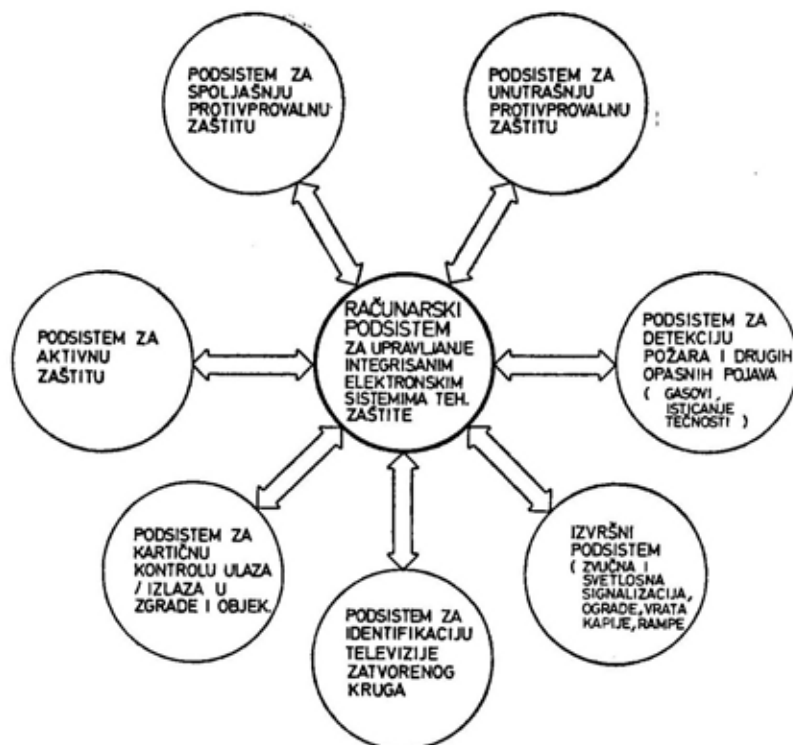 PODSISTEM ZA
SPOLJAŠNJU
PROTIVPROVALNU
ZAŠTITU
PODSISTEM ZA
UNUTRAŠNJU
PROTIVPROVALNU
ZAŠTITU
PODSISTEM ZA
AKTIVNU
ZAŠTITU
RAČUNARSKI
PODSISTEM
ZA UPRAVLJANJE
INTEGRISANIM
ELEKTRONSKIM
SISTEMIMA TEH.
ZAŠTITE
PODSISTEM ZA
DETEKCIJU
POŽARA I DRUGIH
OPASNIH POJAVA
( GASOVI,
ISTICANJE
TEČNOSTI )
PODSISTEM ZA
KARTIČNU
KONTROLU ULAZA
/ IZLAZA U
ZGRADE I OBJEK.
PODSISTEM ZA
IDENTIFIKACIJU
TELEVIZIJE
ZATVORENOG
KRUGA
IZVRŠNI
PODSISTEM
( ZVUČNA I
SVETLOSNA
SIGNALIZACIJA,
OGRADE, VRATA
KAPIJE, RAMPE